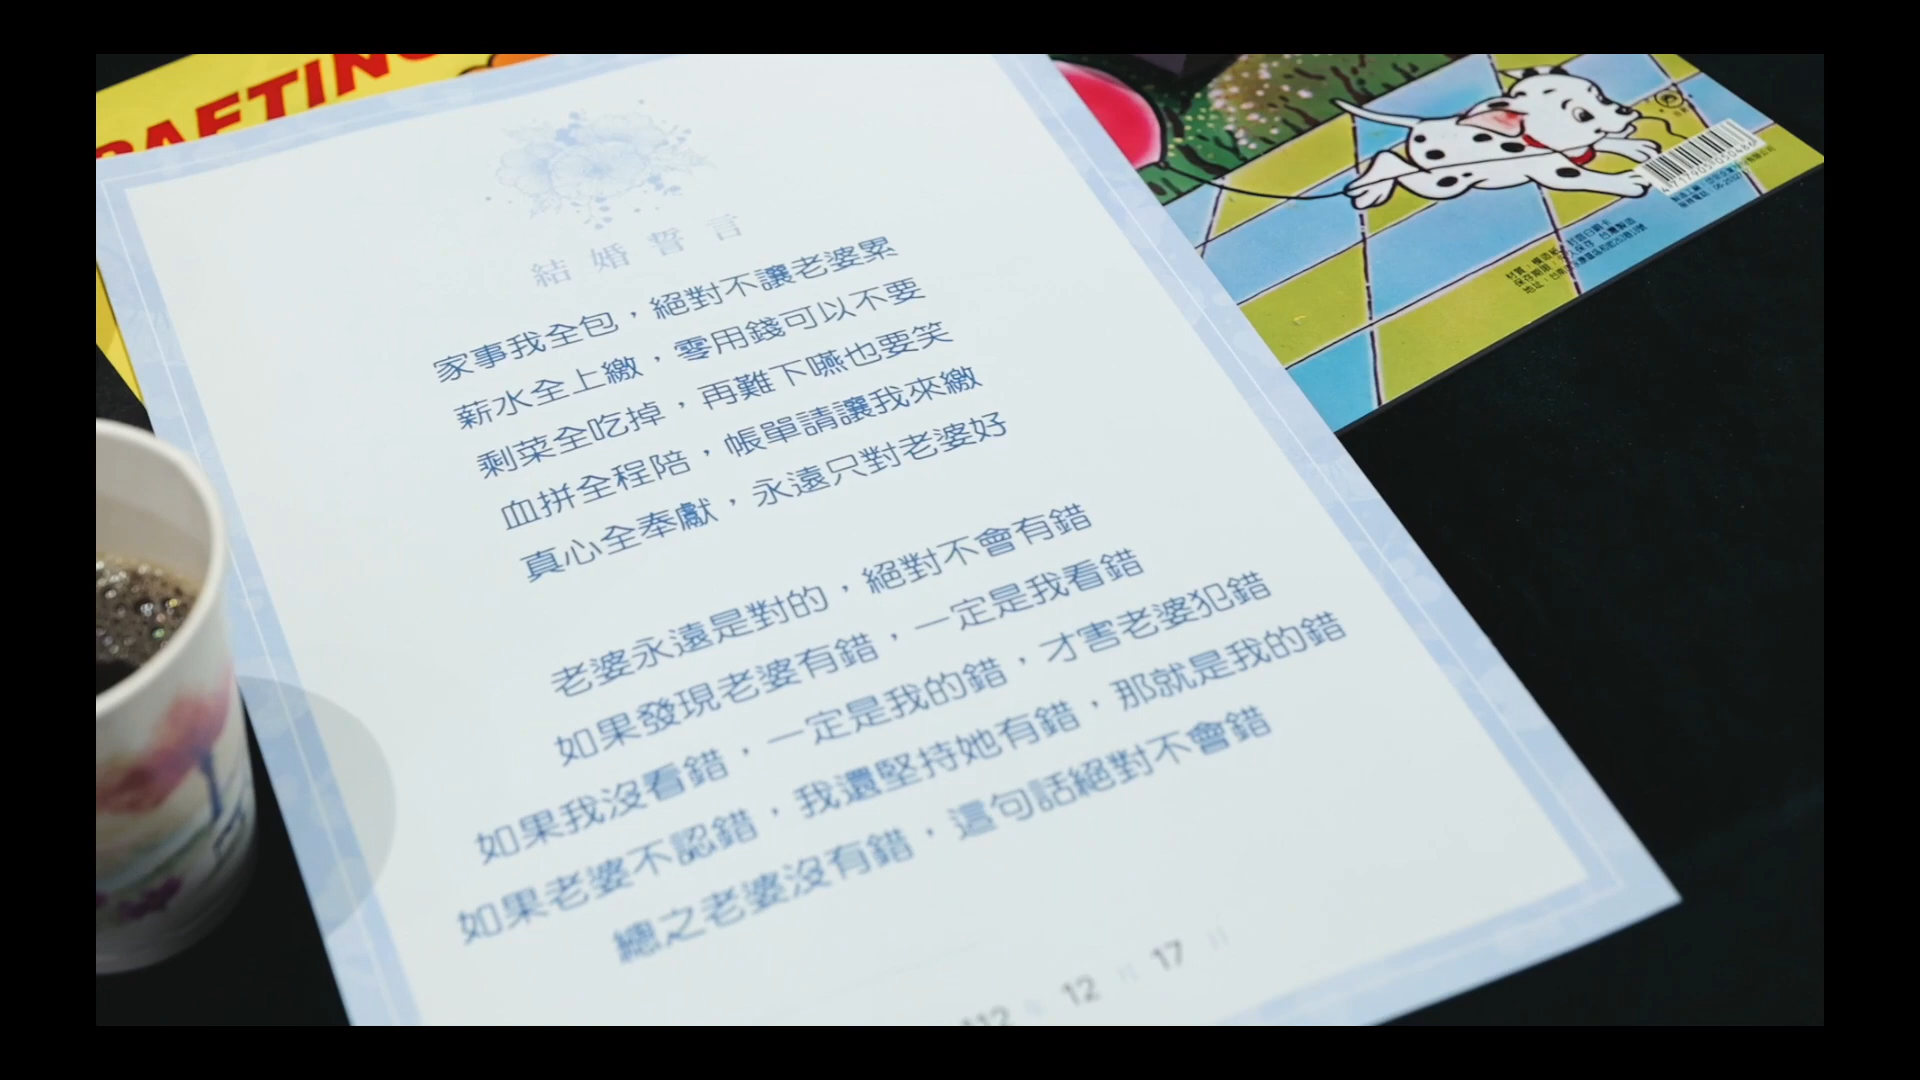 RAFTING
結婚誓言
家事我全包,絕對不讓老婆累
薪水全上繳,零用錢可以不要
剩菜全吃掉,再難下嚥也要笑
血拼全程陪,帳單請讓我來繳
真心全奉獻,永遠只對老婆好
老婆永遠是對的,絕對不會有錯
如果發現老婆有錯,一定是我看錯
如果我沒看錯,一定是我的錯,才害老婆犯錯
如果老婆不認錯,我還堅持她有錯,那就是我的錯
總之老婆沒有錯,這句話絕對不會錯
112 年 12 月 17 日